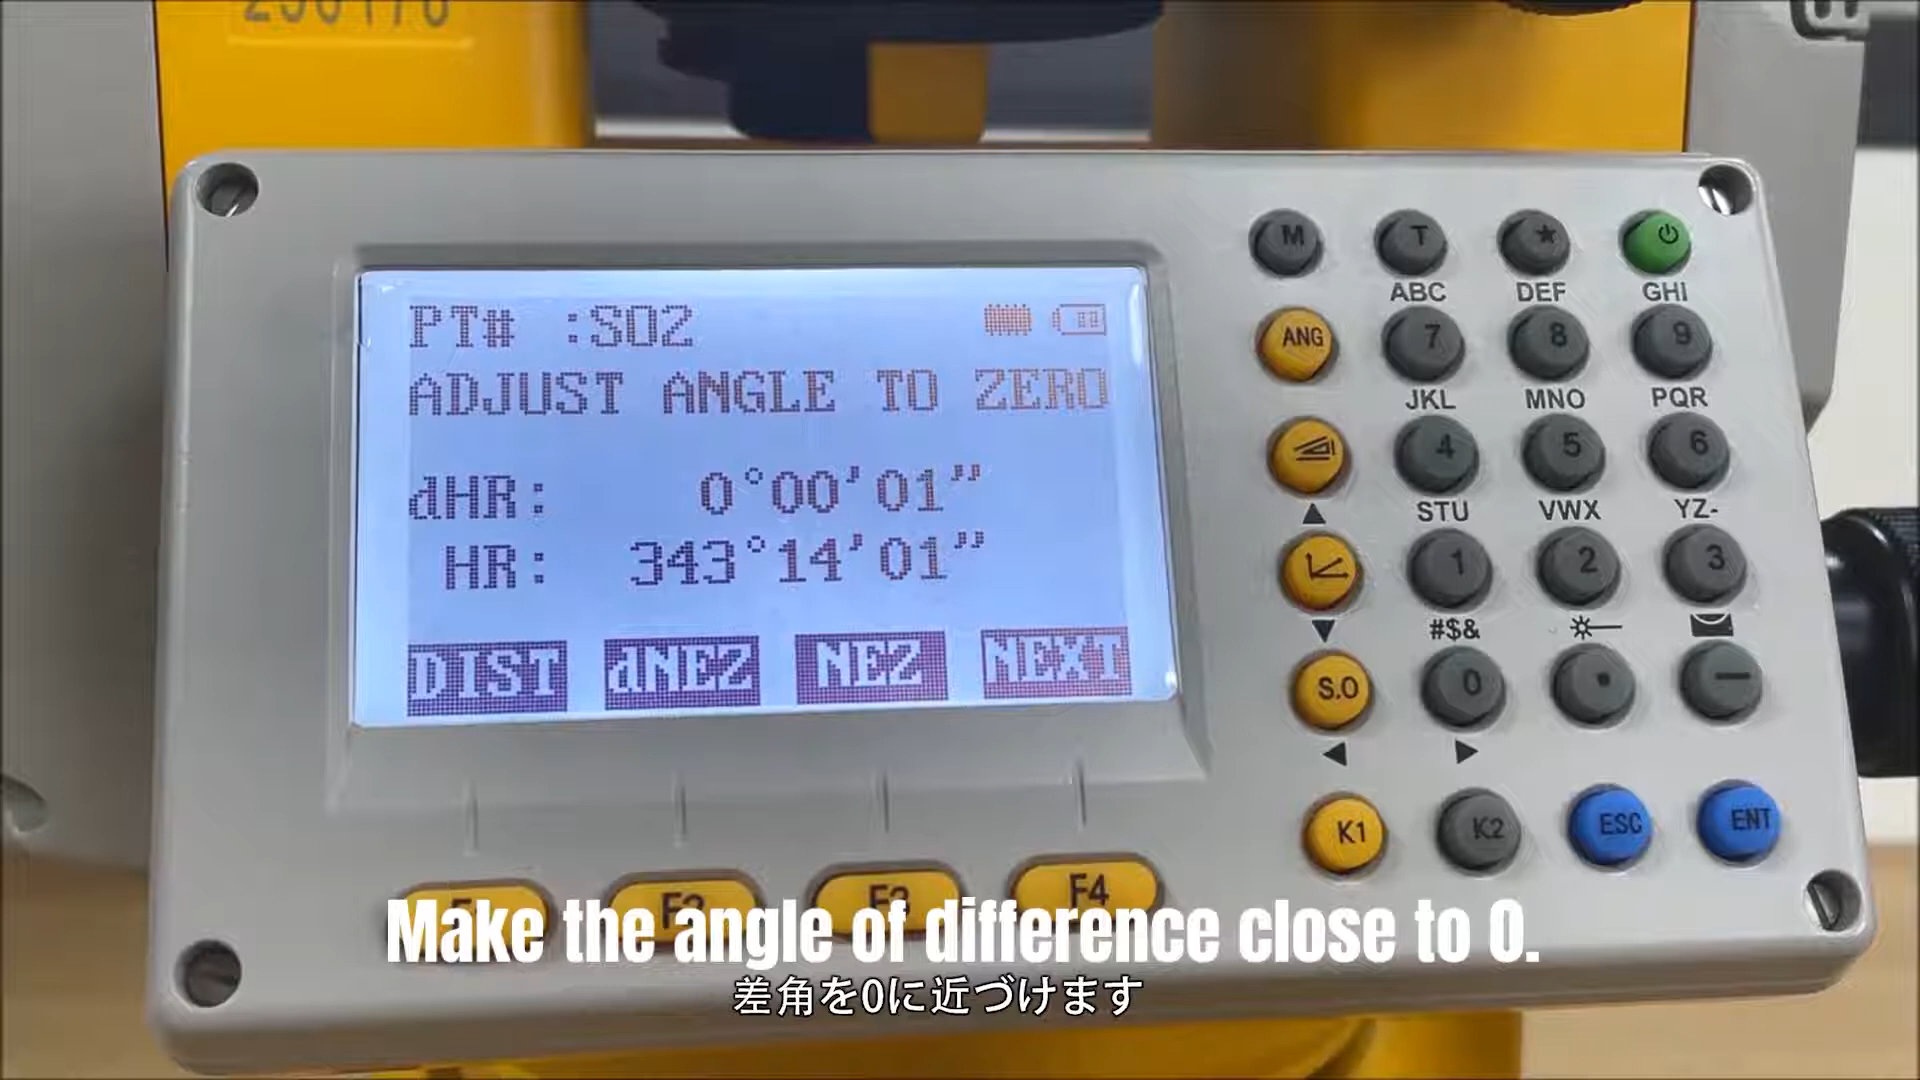 PT# :S02
ADJUST ANGLE TO ZERO
dHR: 0°00'01"
HR: 343°14'01"
DIST dNEZ NEZ NEXT
M T ★
ABC DEF GHI
ANG 7 8 9
JKL MNO PQR
4 5 6
STU VWX YZ-
1 2 3
#$&
S.O 0 • —
K1 K2 ESC ENT
F2 F3 F4
Make the angle of difference close to 0.
差角を0に近づけます